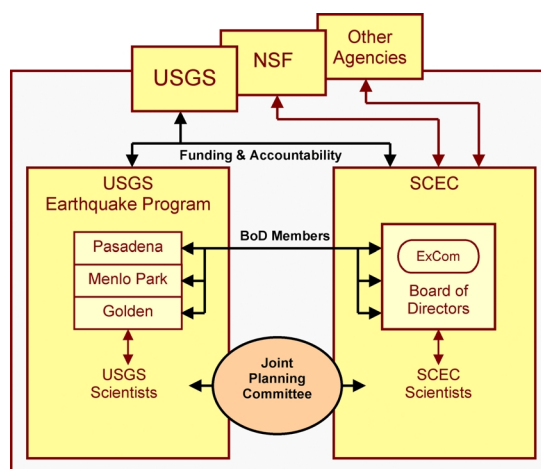 Other
Agencies
NSF
USGS
Funding & Accountability
USGS
Earthquake Program
SCEC
Pasadena
Menlo Park
Golden
BoD Members
ExCom
Board of
Directors
USGS
Scientists
Joint
Planning
Committee
SCEC
Scientists